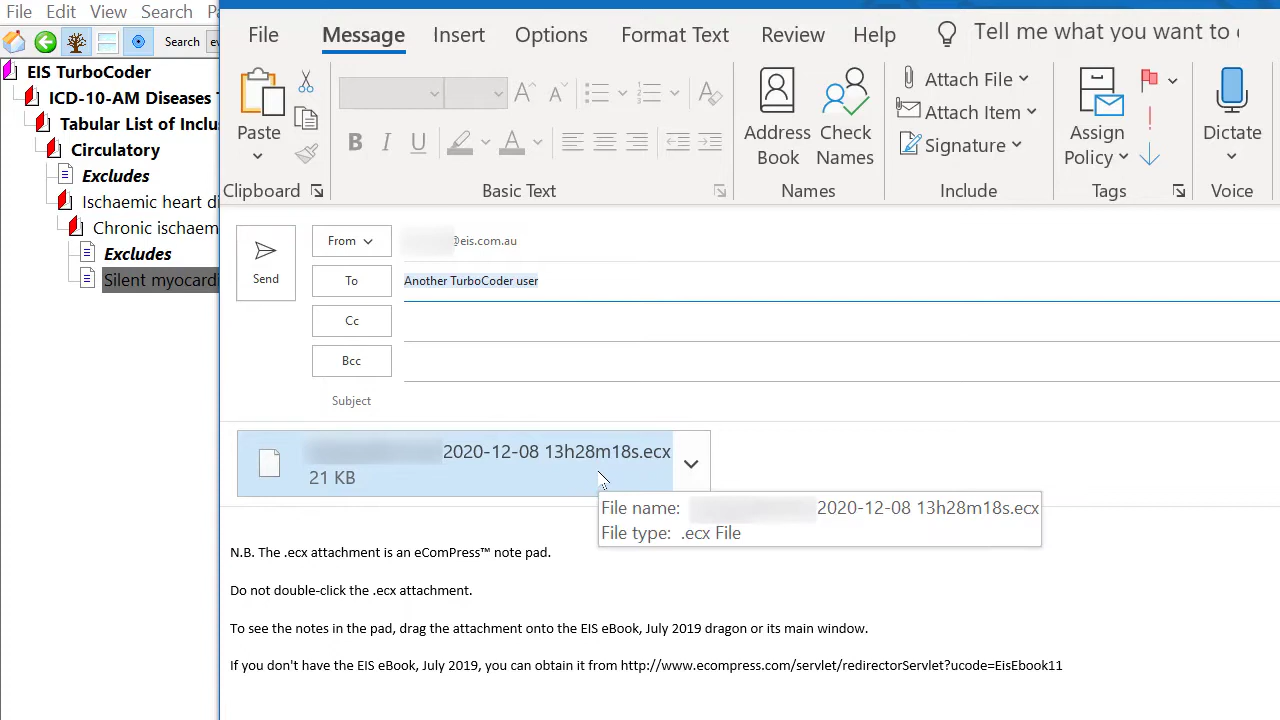 File Edit View Search
Search
EIS TurboCoder
ICD-10-AM Diseases
Tabular List of Inclu
Circulatory
Excludes
Ischaemic heart di
Chronic ischaem
Excludes
Silent myocardi
File Message Insert Options Format Text Review Help Tell me what you want to
Paste
Clipboard
B I U A
Basic Text
Address Book
Check Names
Names
Attach File
Attach Item
Signature
Include
Assign Policy
Tags
Dictate
Voice
Send
From
@eis.com.au
To
Another TurboCoder user
Cc
Bcc
Subject
2020-12-08 13h28m18s.ecx
21 KB
File name: 2020-12-08 13h28m18s.ecx
File type: .ecx File
N.B. The .ecx attachment is an eComPress™ note pad.
Do not double-click the .ecx attachment.
To see the notes in the pad, drag the attachment onto the EIS eBook, July 2019 dragon or its main window.
If you don't have the EIS eBook, July 2019, you can obtain it from http://www.ecompress.com/servlet/redirectorServlet?ucode=EisEbook11